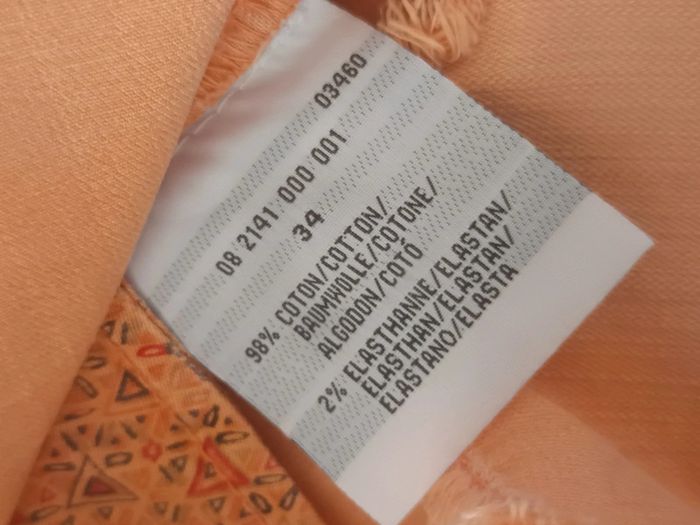 03460
08 2141 000 001
34
98% COTON/COTTON/
BAUMWOLLE/COTONE/
ALGODON/COTÓ
2% ELASTHANNE/ELASTAN/
ELASTHAN/ELASTAN/
ELASTANO/ELASTA